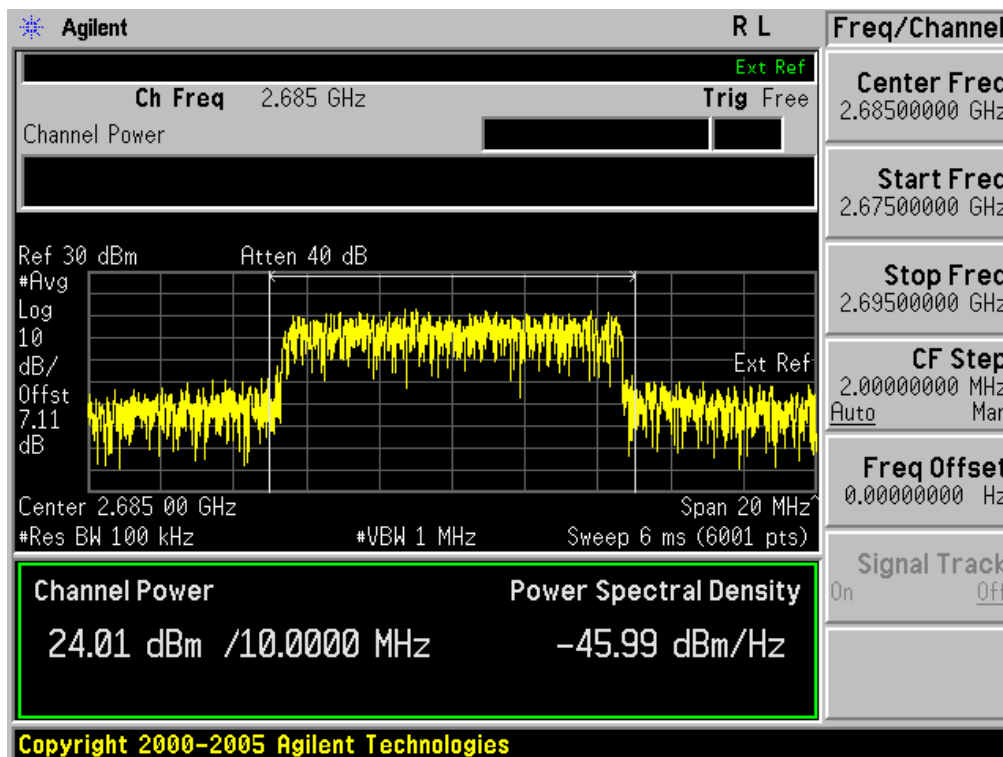 Agilent R L Freq/Channel
Ext Ref
Ch Freq 2.685 GHz Trig Free
Channel Power
Center Freq
2.68500000 GHz
Start Freq
2.67500000 GHz
Stop Freq
2.69500000 GHz
CF Step
2.00000000 MHz
Auto Man
Freq Offset
0.00000000 Hz
Signal Track
On Off
Ref 30 dBm Atten 40 dB
#Avg
Log
10
dB/
Offst
7.11
dB
Ext Ref
Center 2.685 00 GHz Span 20 MHz^
#Res BW 100 kHz #VBW 1 MHz Sweep 6 ms (6001 pts)
Channel Power Power Spectral Density
24.01 dBm /10.0000 MHz -45.99 dBm/Hz
Copyright 2000-2005 Agilent Technologies